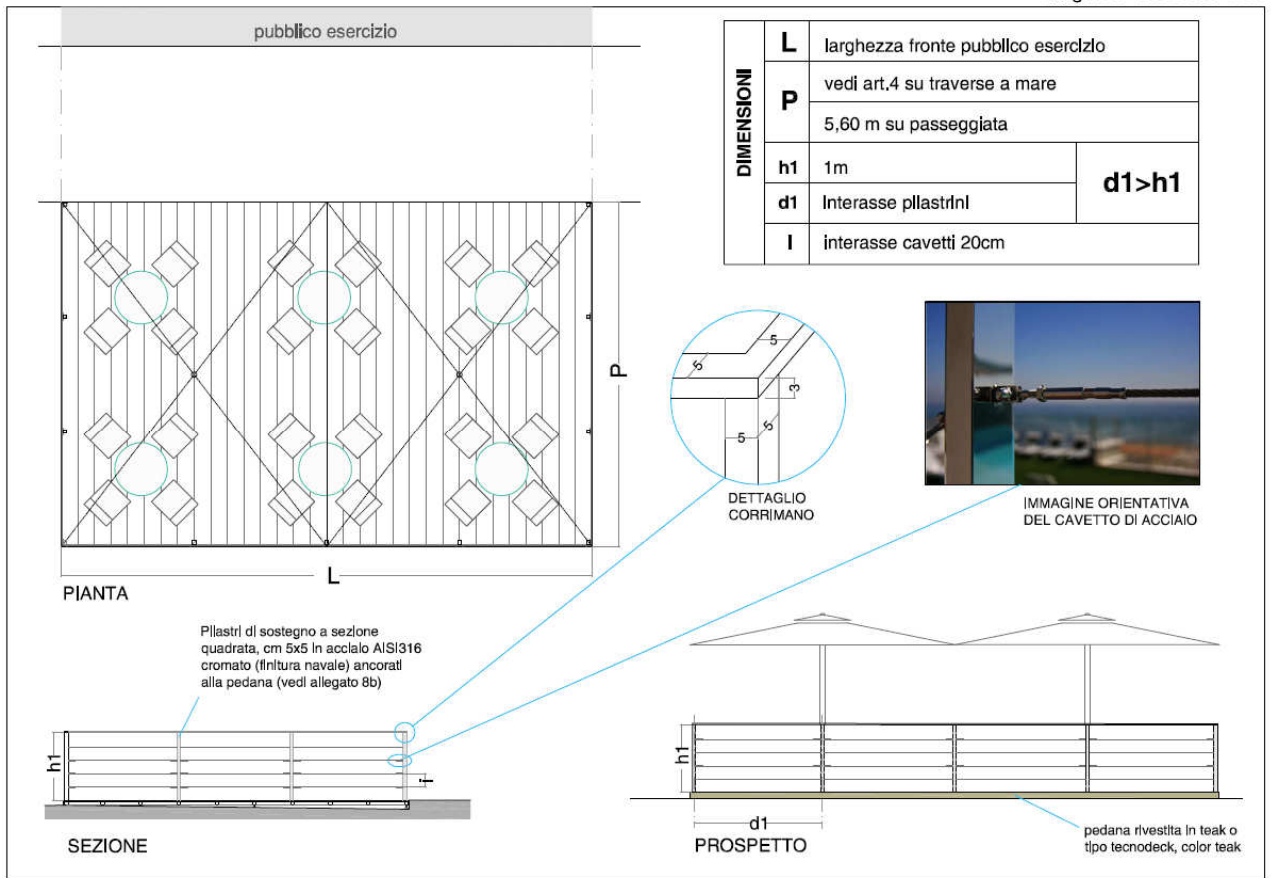 pubblico esercizio
DIMENSIONI
L larghezza fronte pubblico esercizio
P vedi art.4 su traverse a mare
5,60 m su passeggiata
h1 1m
d1>h1
d1 Interasse pilastrini
I interasse cavetti 20cm
P
L
PIANTA
5
5
3
5
5
DETTAGLIO
CORRIMANO
IMMAGINE ORIENTATIVA
DEL CAVETTO DI ACCIAIO
Pilastri di sostegno a sezione
quadrata, cm 5x5 in acciaio AISI316
cromato (finitura navale) ancorati
alla pedana (vedi allegato 8b)
h1
i
SEZIONE
h1
d1
PROSPETTO
pedana rivestita in teak o
tipo tecnodeck, color teak